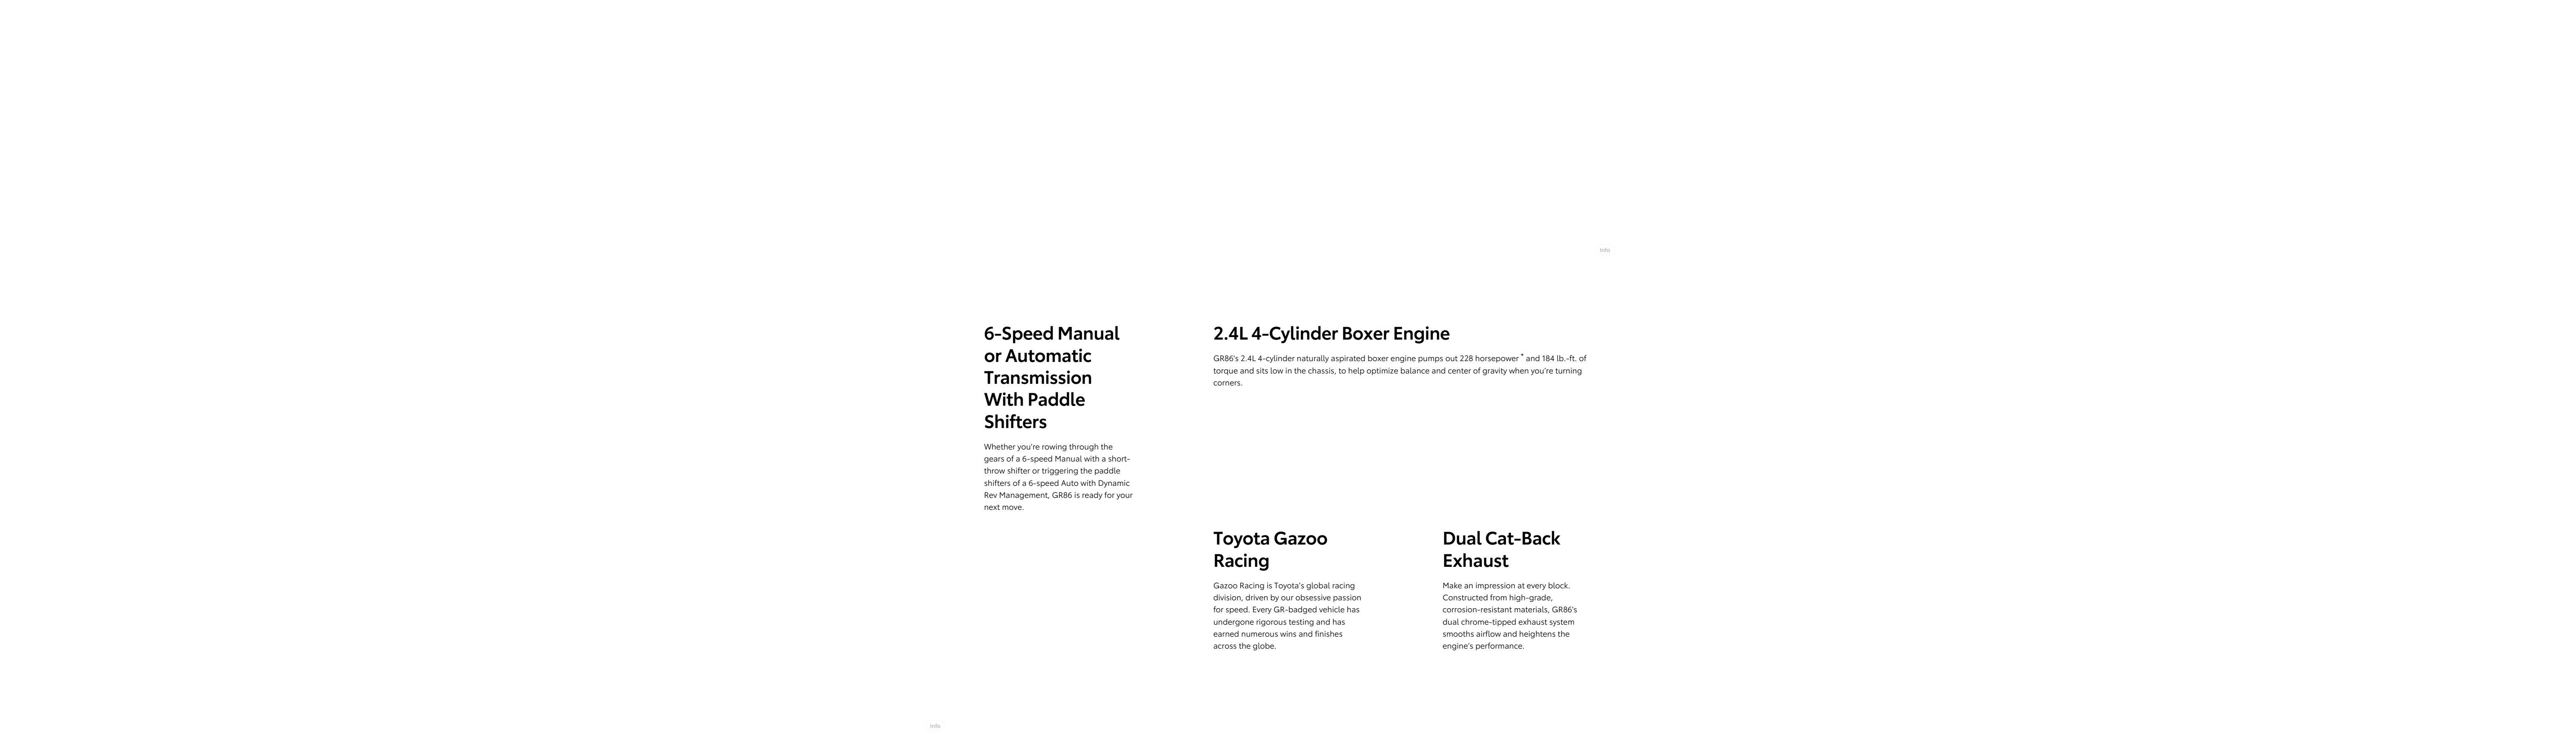 Info.
6-Speed Manual
or Automatic
Transmission
With Paddle
Shifters
Whether you're rowing through the
gears of a 6-speed Manual with a short-
throw shifter or triggering the paddle
shifters of a 6-speed Auto with Dynamic
Rev Management, GR86 is ready for your
next move.
2.4L 4-Cylinder Boxer Engine
GR86's 2.4L 4-cylinder naturally aspirated boxer engine pumps out 228 horsepower * and 184 lb.-ft. of
torque and sits low in the chassis, to help optimize balance and center of gravity when you're turning
corners.
Toyota Gazoo
Racing
Gazoo Racing is Toyota's global racing
division, driven by our obsessive passion
for speed. Every GR-badged vehicle has
undergone rigorous testing and has
earned numerous wins and finishes
across the globe.
Dual Cat-Back
Exhaust
Make an impression at every block.
Constructed from high-grade,
corrosion-resistant materials, GR86's
dual chrome-tipped exhaust system
smooths airflow and heightens the
engine's performance.
Info.